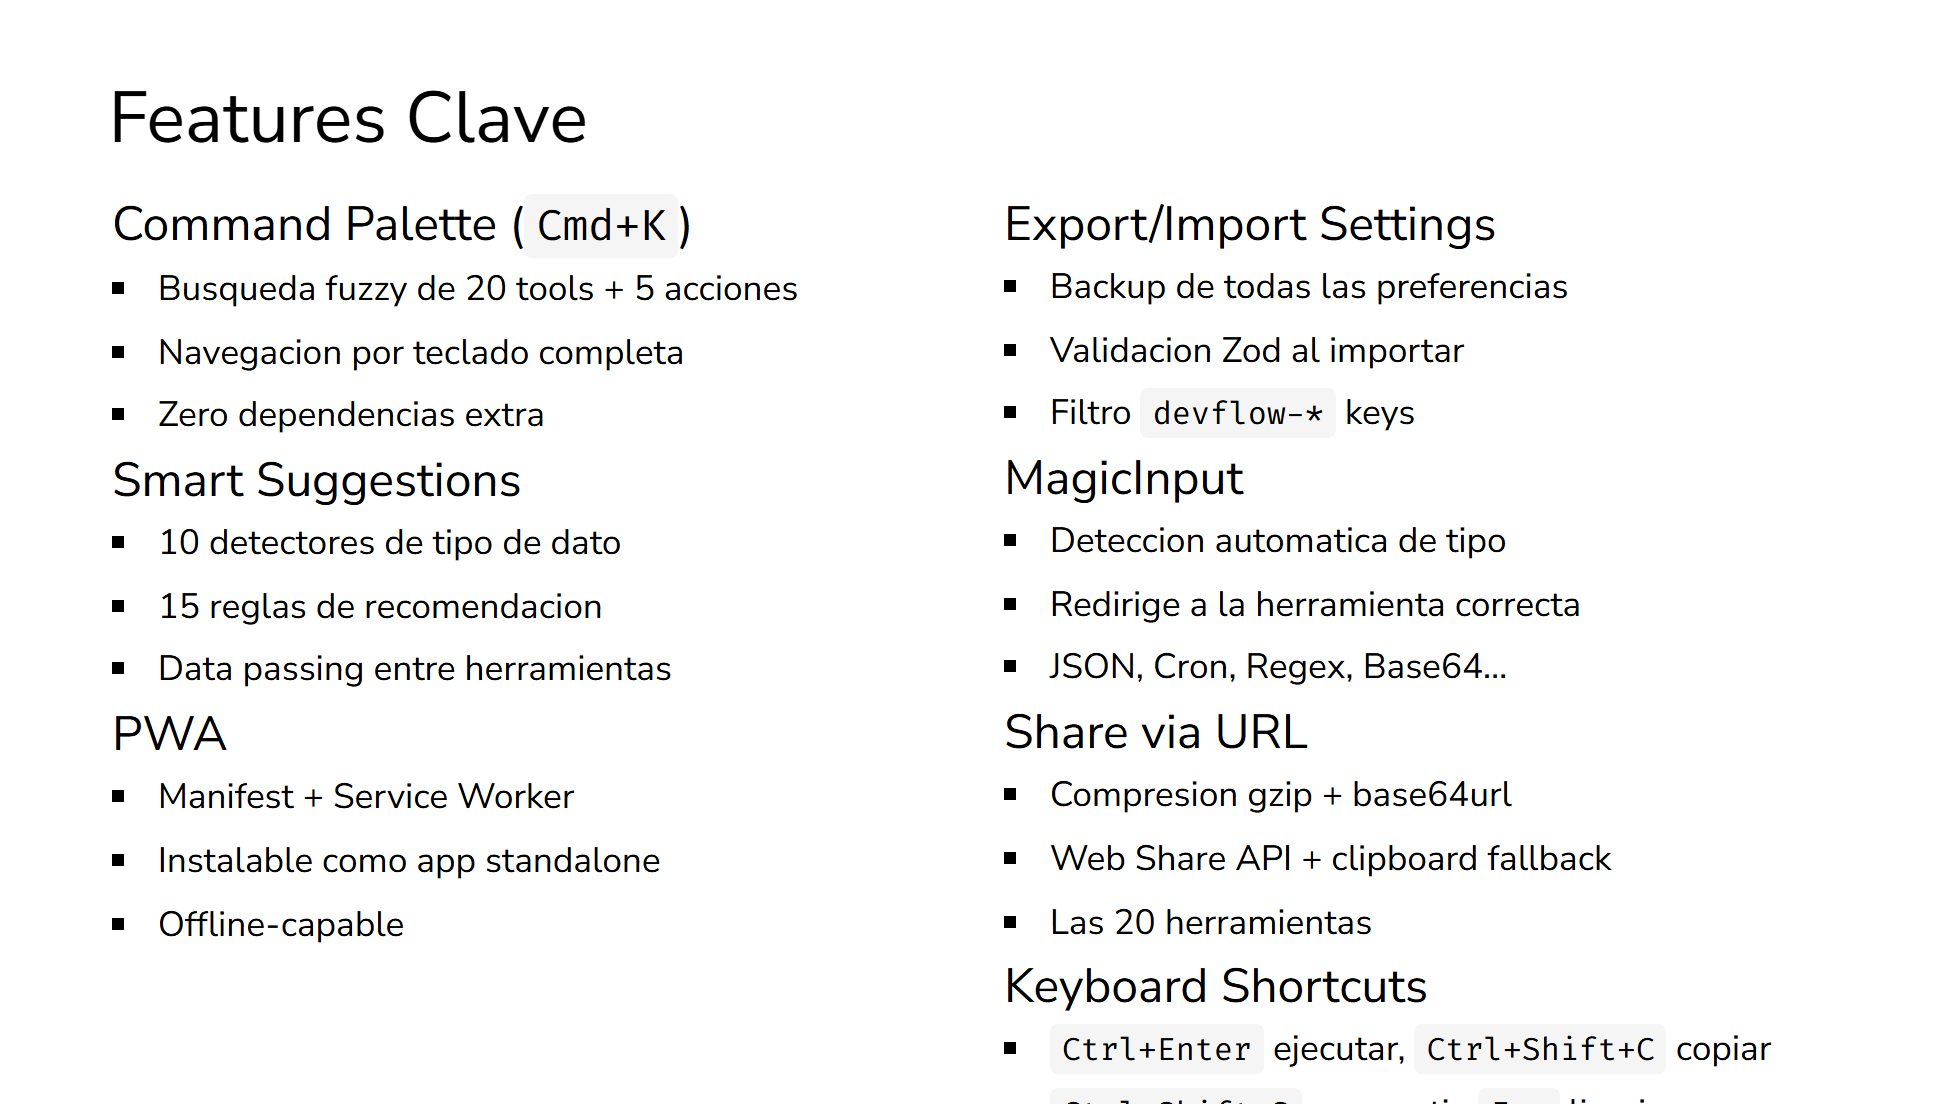 Features Clave
Command Palette (Cmd+K)
Busqueda fuzzy de 20 tools + 5 acciones
Navegacion por teclado completa
Zero dependencias extra
Smart Suggestions
10 detectores de tipo de dato
15 reglas de recomendacion
Data passing entre herramientas
PWA
Manifest + Service Worker
Instalable como app standalone
Offline-capable
Export/Import Settings
Backup de todas las preferencias
Validacion Zod al importar
Filtro devflow-* keys
MagicInput
Deteccion automatica de tipo
Redirige a la herramienta correcta
JSON, Cron, Regex, Base64...
Share via URL
Compresion gzip + base64url
Web Share API + clipboard fallback
Las 20 herramientas
Keyboard Shortcuts
Ctrl+Enter ejecutar, Ctrl+Shift+C copiar